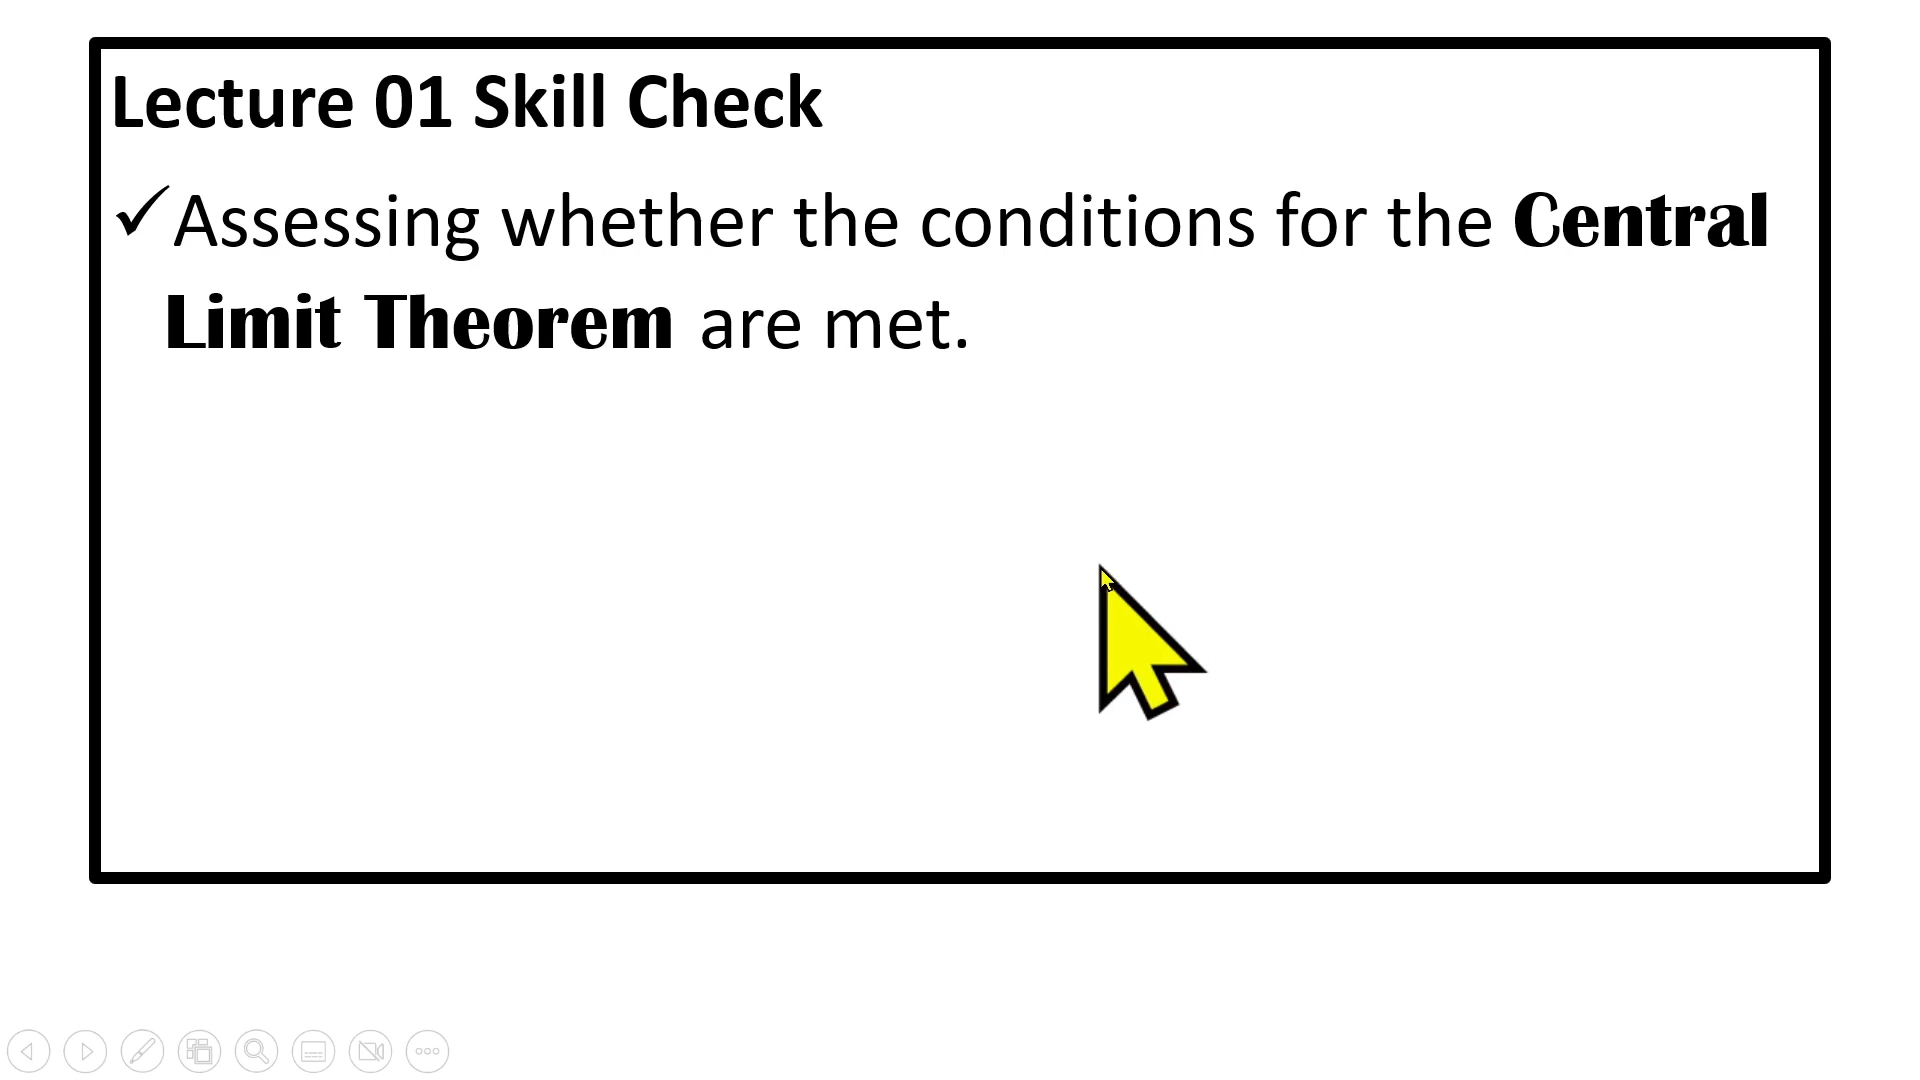 Lecture 01 Skill Check
✓Assessing whether the conditions for the Central
Limit Theorem are met.